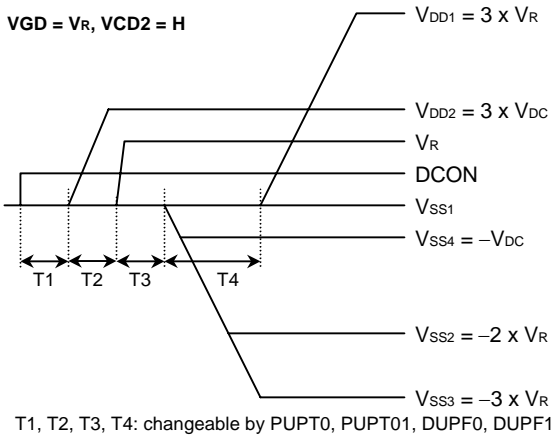 VGD = VR, VCD2 = H
VDD1 = 3 x VR
VDD2 = 3 x VDC
VR
DCON
VSS1
VSS4 = −VDC
T1 T2 T3 T4
VSS2 = −2 x VR
VSS3 = −3 x VR
T1, T2, T3, T4: changeable by PUPT0, PUPT01, DUPF0, DUPF1